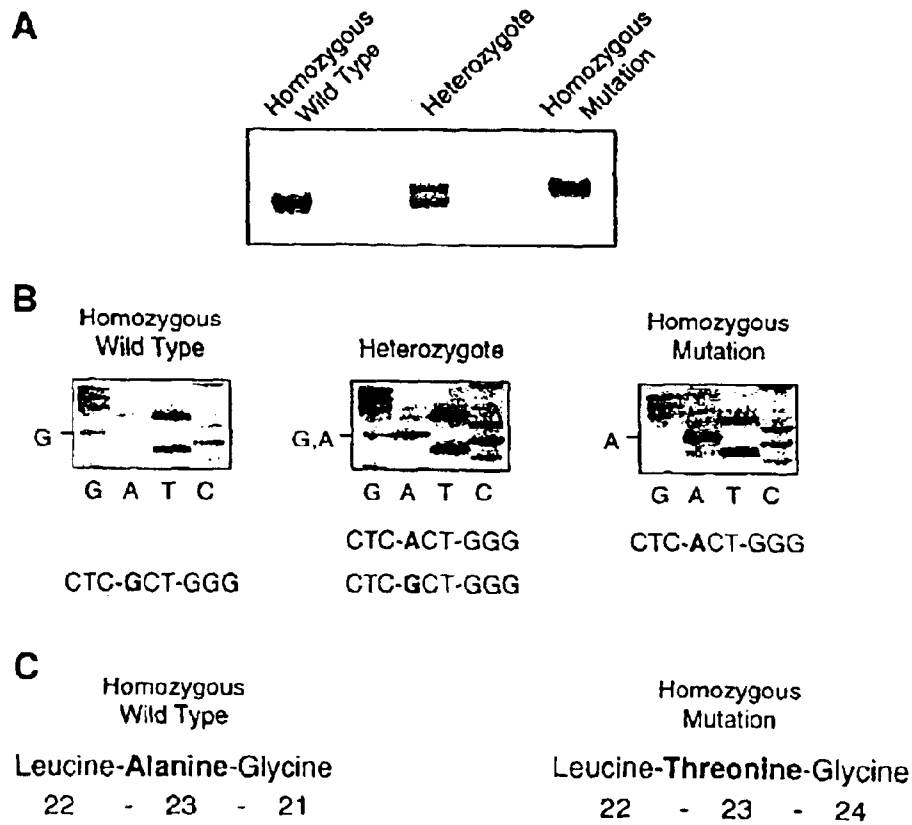 A
Homozygous
Wild Type
Heterozygote
Homozygous
Mutation
B
Homozygous
Wild Type
Heterozygote
Homozygous
Mutation
G
G,A
A
G A T C
G A T C
G A T C
CTC-ACT-GGG
CTC-ACT-GGG
CTC-GCT-GGG
CTC-GCT-GGG
C
Homozygous
Wild Type
Homozygous
Mutation
Leucine-Alanine-Glycine
Leucine-Threonine-Glycine
22 - 23 - 21
22 - 23 - 24